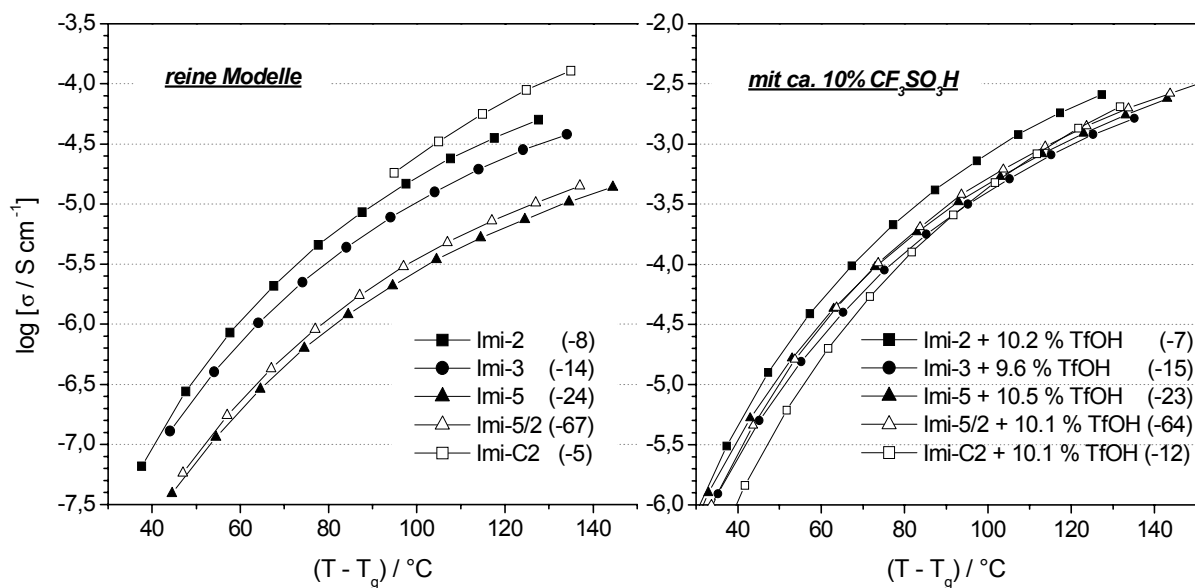 reine Modelle
log [σ / S cm⁻¹]
-3,5
-4,0
-4,5
-5,0
-5,5
-6,0
-6,5
-7,0
-7,5
Imi-2 (-8)
Imi-3 (-14)
Imi-5 (-24)
Imi-5/2 (-67)
Imi-C2 (-5)
40 60 80 100 120 140
(T - Tg) / °C
mit ca. 10% CF₃SO₃H
-2,0
-2,5
-3,0
-3,5
-4,0
-4,5
-5,0
-5,5
-6,0
Imi-2 + 10.2 % TfOH (-7)
Imi-3 + 9.6 % TfOH (-15)
Imi-5 + 10.5 % TfOH (-23)
Imi-5/2 + 10.1 % TfOH (-64)
Imi-C2 + 10.1 % TfOH (-12)
40 60 80 100 120 140
(T - Tg) / °C